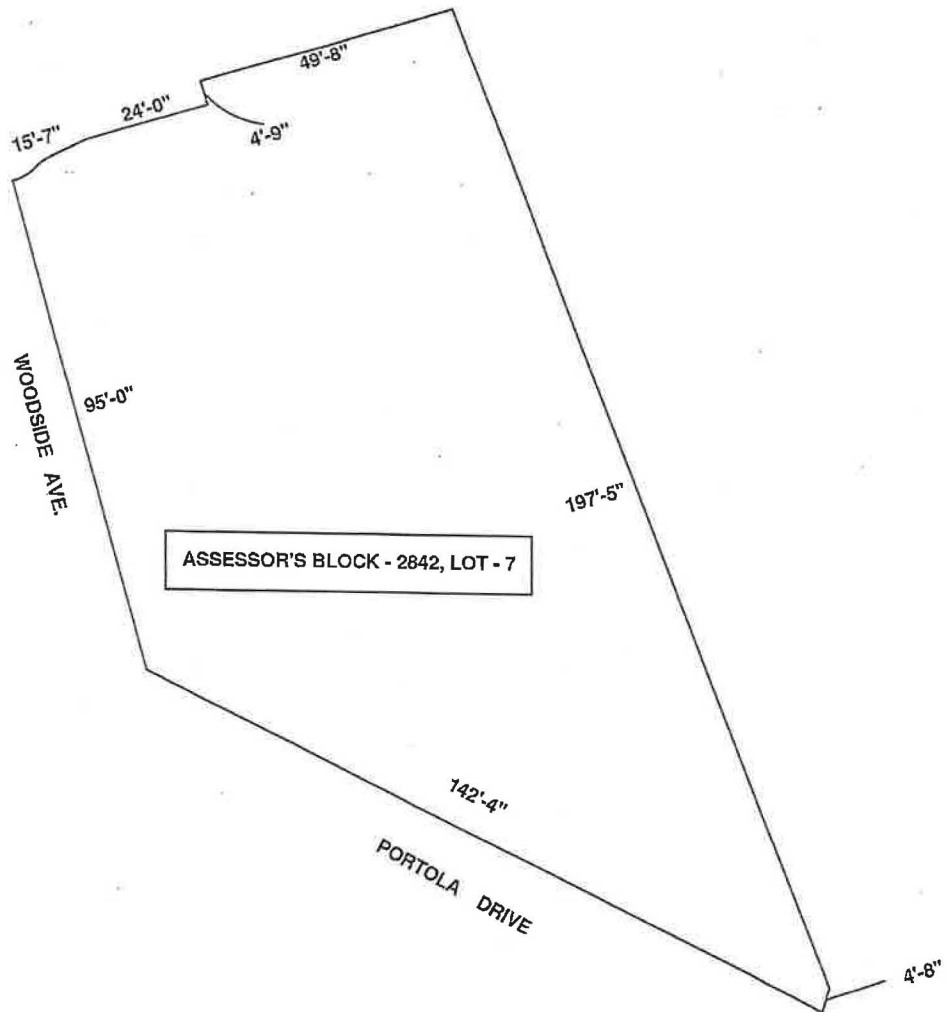 49'-8"
24'-0"
15'-7"
4'-9"
WOODSIDE AVE.
95'-0"
197'-5"
ASSESSOR'S BLOCK - 2842, LOT - 7
142'-4"
PORTOLA DRIVE
4'-8"